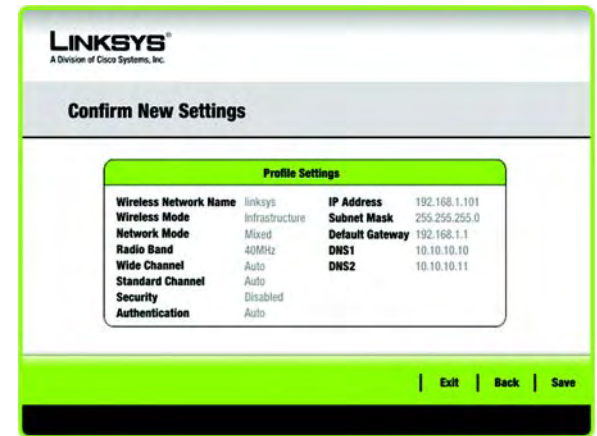 LINKSYS®
A Division of Cisco Systems, Inc.
Confirm New Settings
Profile Settings
Wireless Network Name linksys
Wireless Mode Infrastructure
Network Mode Mixed
Radio Band 40MHz
Wide Channel Auto
Standard Channel Auto
Security Disabled
Authentication Auto
IP Address 192.168.1.101
Subnet Mask 255.255.255.0
Default Gateway 192.168.1.1
DNS1 10.10.10.10
DNS2 10.10.10.11
Exit | Back | Save